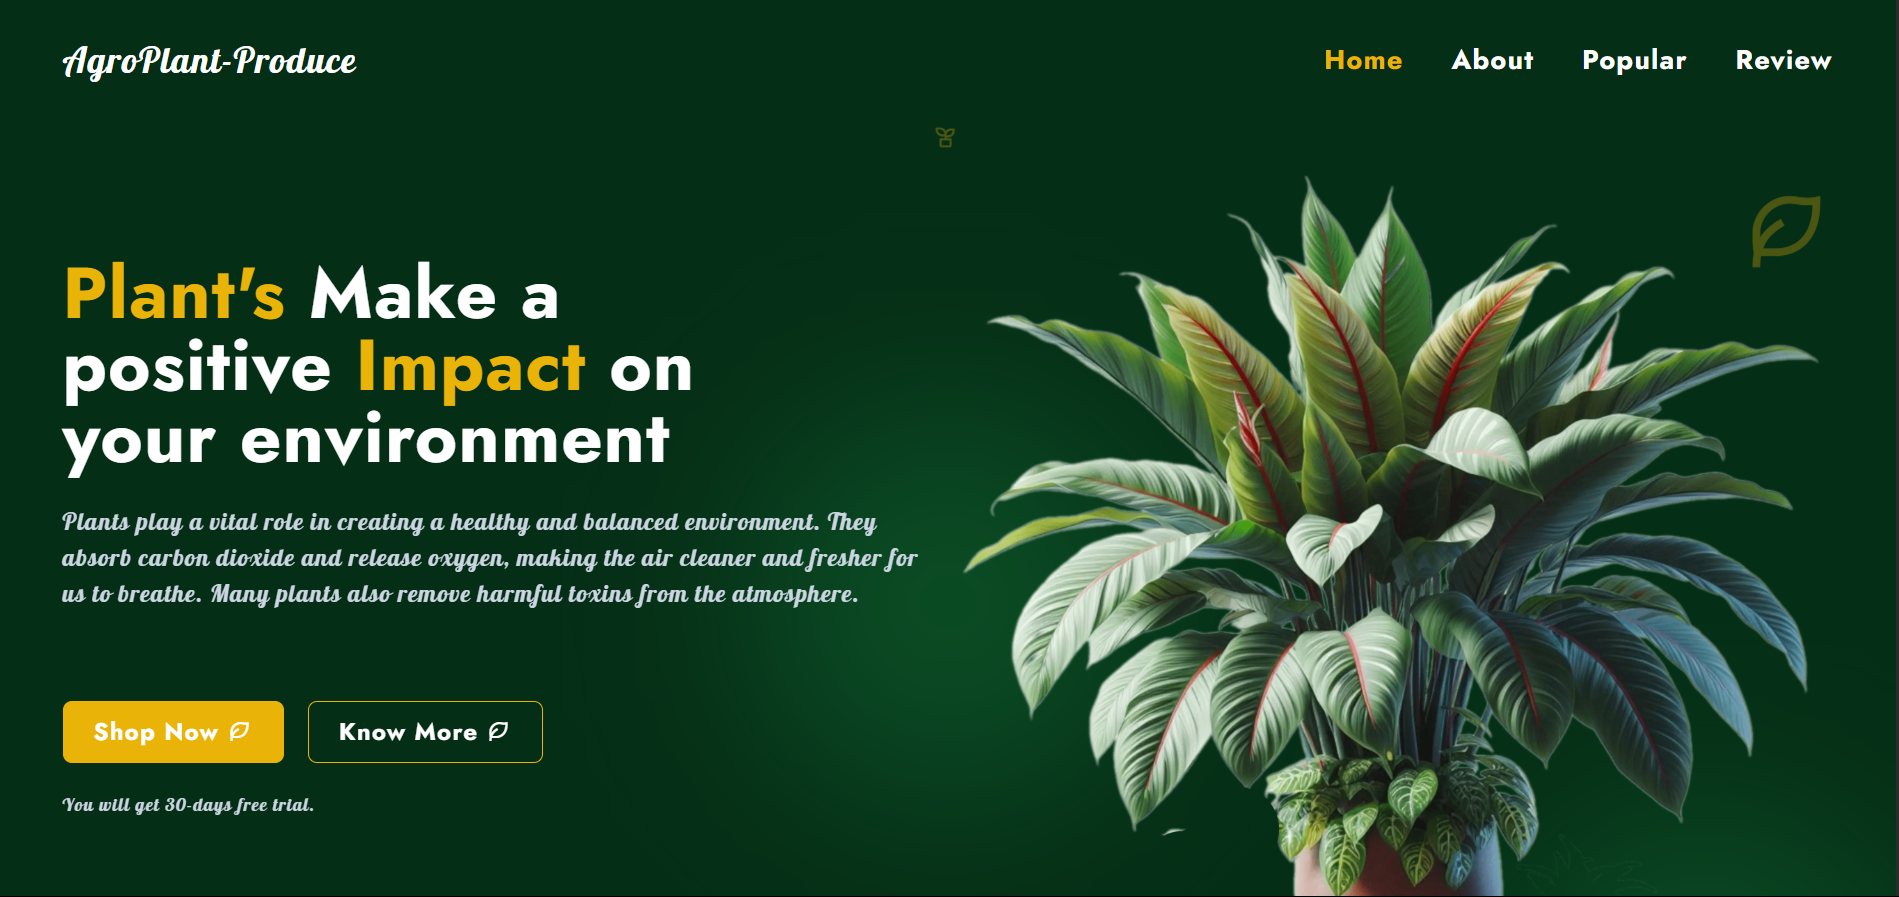 AgroPlant-Produce
Home About Popular Review
Plant's Make a
positive Impact on
your environment
Plants play a vital role in creating a healthy and balanced environment. They
absorb carbon dioxide and release oxygen, making the air cleaner and fresher for
us to breathe. Many plants also remove harmful toxins from the atmosphere.
Shop Now Know More
You will get 30-days free trial.